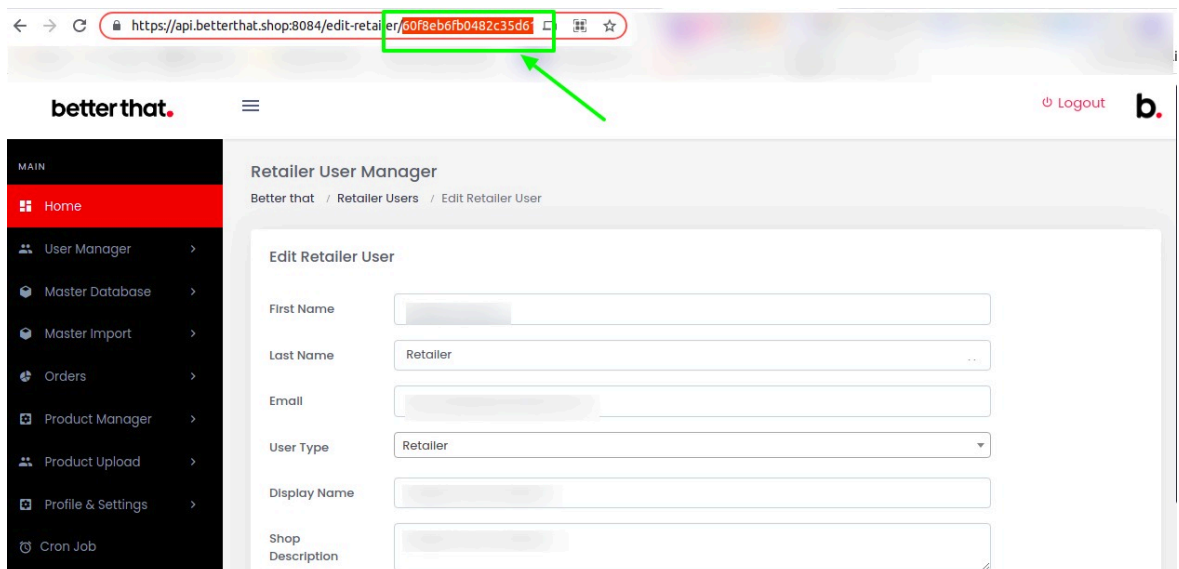 https://api.betterthat.shop:8084/edit-retailer/60f8eb6fb0482c35d6
better that.
Logout
b.
MAIN
Home
User Manager
Master Database
Master Import
Orders
Product Manager
Product Upload
Profile & Settings
Cron Job
Retailer User Manager
Better that / Retailer Users / Edit Retailer User
Edit Retailer User
First Name
Last Name
Retailer
Email
User Type
Retailer
Display Name
Shop
Description